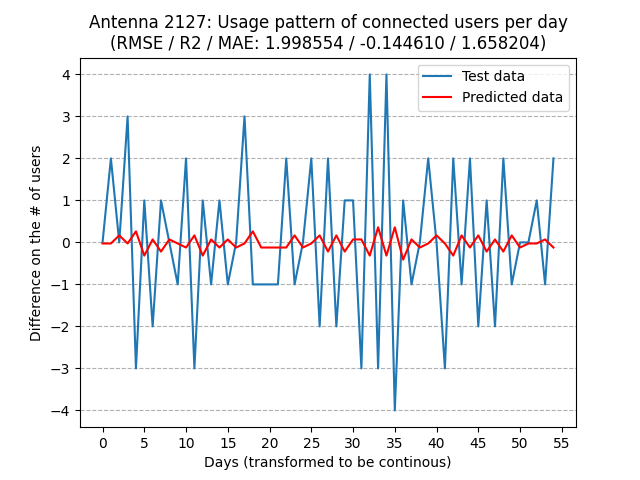 Antenna 2127: Usage pattern of connected users per day
(RMSE / R2 / MAE: 1.998554 / -0.144610 / 1.658204)
Test data
Predicted data
4
3
2
1
0
−1
−2
−3
−4
Difference on the # of users
0 5 10 15 20 25 30 35 40 45 50 55
Days (transformed to be continous)